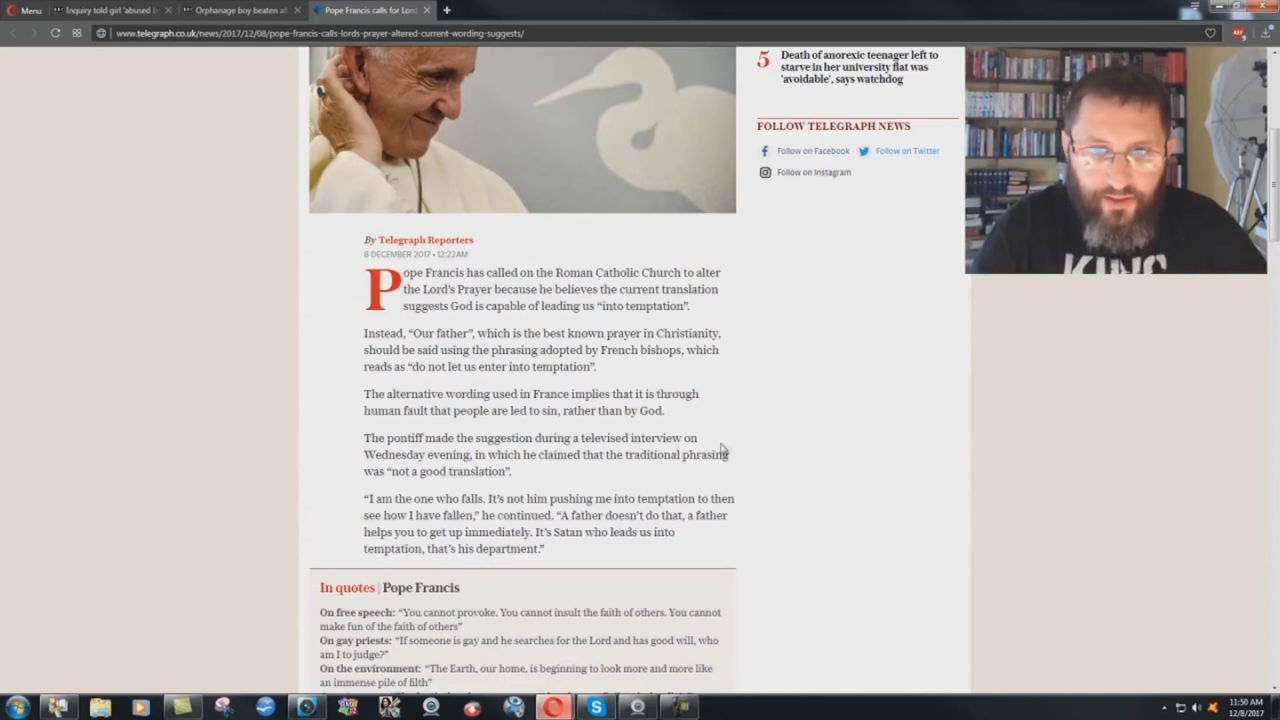 Menu
Inquiry told girl 'abused b
Orphanage boy beaten af
Pope Francis calls for Lord
www.telegraph.co.uk/news/2017/12/08/pope-francis-calls-lords-prayer-altered-current-wording-suggests/
5 Death of anorexic teenager left to
starve in her university flat was
'avoidable', says watchdog
FOLLOW TELEGRAPH NEWS
Follow on Facebook
Follow on Twitter
Follow on Instagram
KING
By Telegraph Reporters
8 DECEMBER 2017 • 12:22AM
Pope Francis has called on the Roman Catholic Church to alter
the Lord's Prayer because he believes the current translation
suggests God is capable of leading us “into temptation”.
Instead, “Our father”, which is the best known prayer in Christianity,
should be said using the phrasing adopted by French bishops, which
reads as “do not let us enter into temptation”.
The alternative wording used in France implies that it is through
human fault that people are led to sin, rather than by God.
The pontiff made the suggestion during a televised interview on
Wednesday evening, in which he claimed that the traditional phrasing
was “not a good translation”.
“I am the one who falls. It's not him pushing me into temptation to then
see how I have fallen,” he continued. “A father doesn't do that, a father
helps you to get up immediately. It's Satan who leads us into
temptation, that's his department.”
In quotes | Pope Francis
On free speech: “You cannot provoke. You cannot insult the faith of others. You cannot
make fun of the faith of others”
On gay priests: “If someone is gay and he searches for the Lord and has good will, who
am I to judge?”
On the environment: “The Earth, our home, is beginning to look more and more like
an immense pile of filth”
11:50 AM
12/8/2017